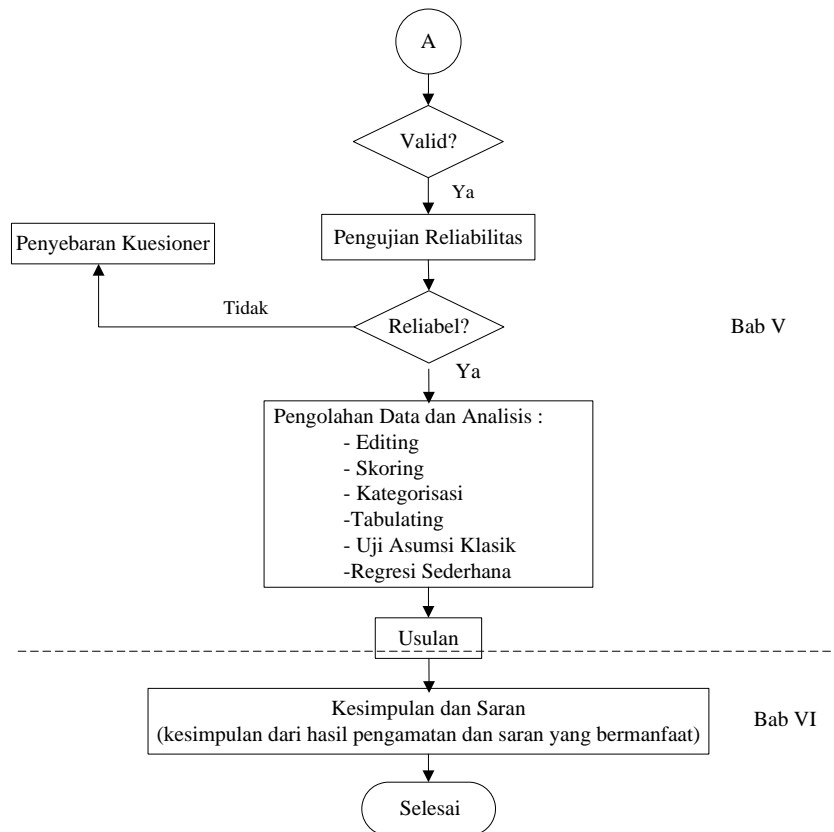 A
Valid?
Ya
Penyebaran Kuesioner
Pengujian Reliabilitas
Tidak
Reliabel?
Bab V
Ya
Pengolahan Data dan Analisis :
- Editing
- Skoring
- Kategorisasi
-Tabulating
- Uji Asumsi Klasik
-Regresi Sederhana
Usulan
Kesimpulan dan Saran
(kesimpulan dari hasil pengamatan dan saran yang bermanfaat)
Bab VI
Selesai